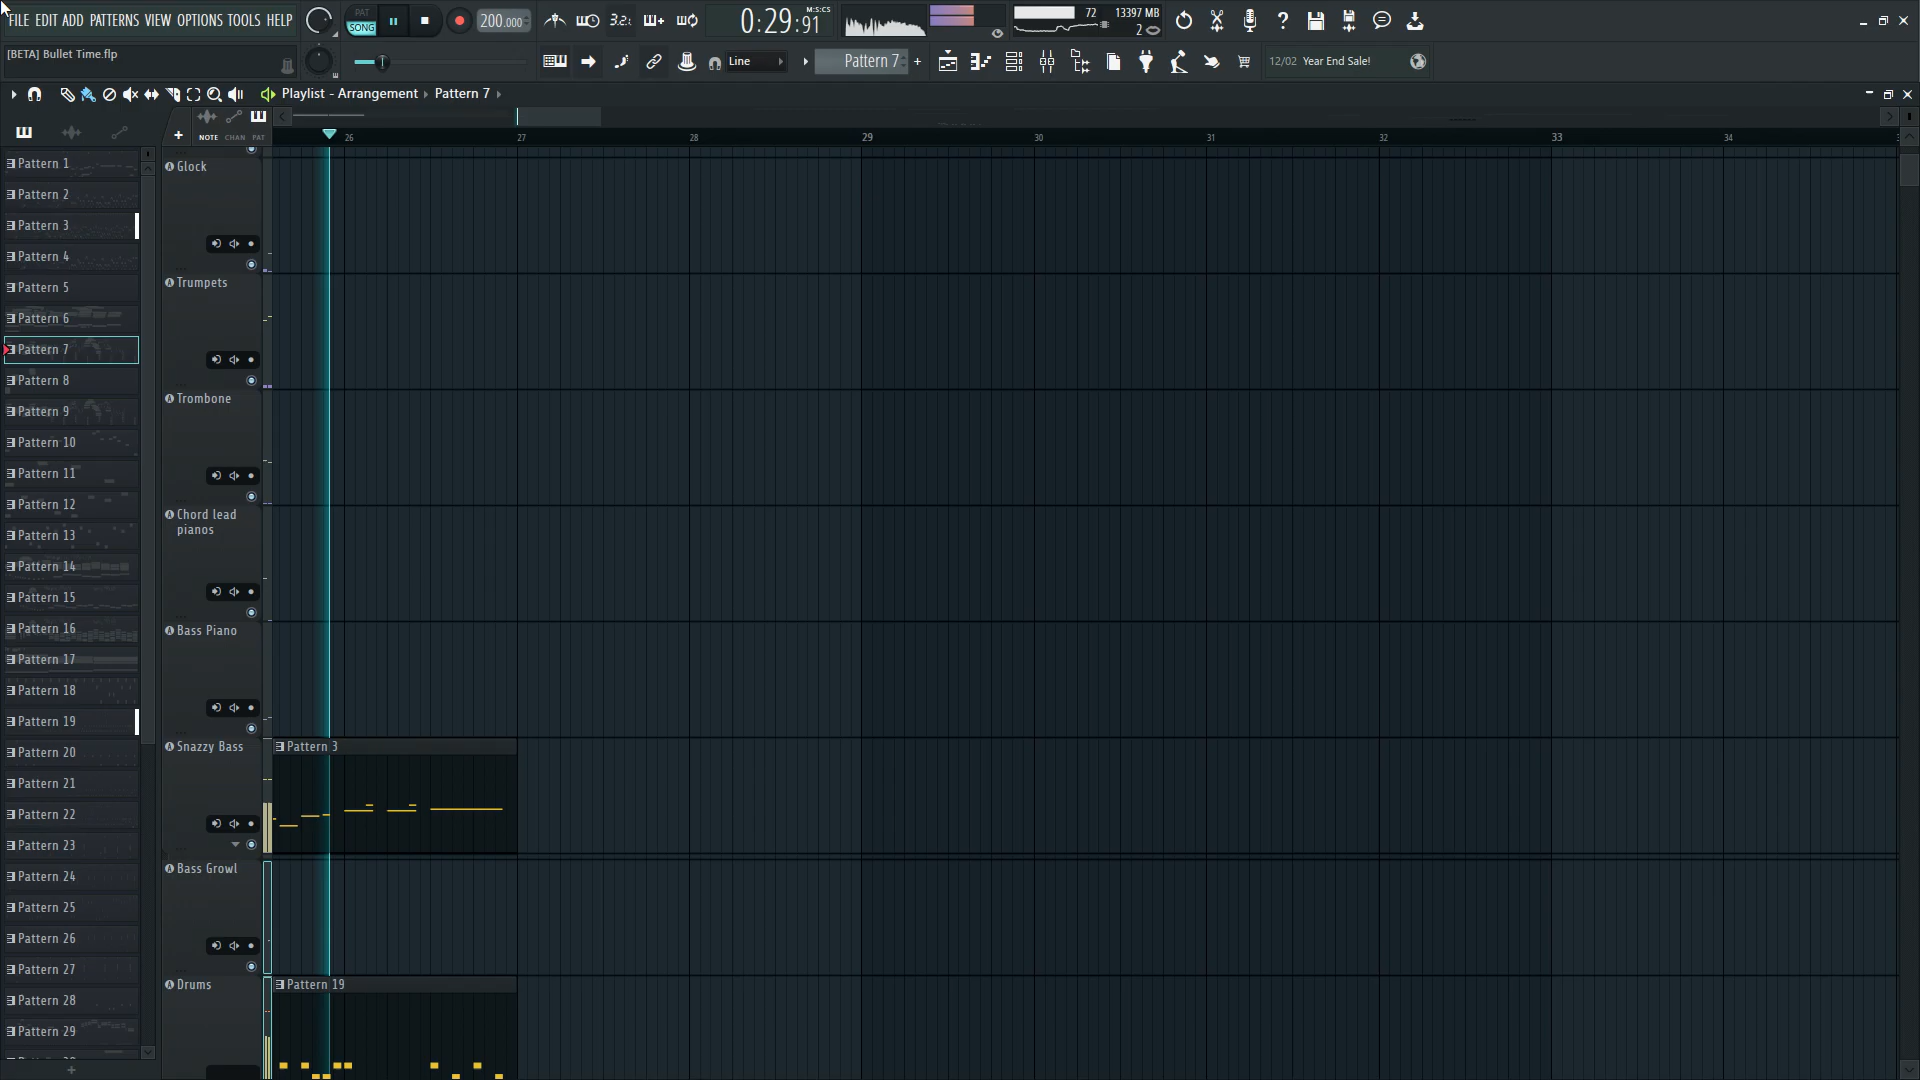 FILE EDIT ADD PATTERNS VIEW OPTIONS TOOLS HELP
PAT
SONG
200.000
3.2.
0:29:91
M:S:CS
72
13397 MB
2
[BETA] Bullet Time.flp
Line
Pattern 7
+
12/02 Year End Sale!
Playlist - Arrangement
Pattern 7
NOTE CHAN PAT
26 27 28 29 30 31 32 33 34
Pattern 1
Pattern 2
Pattern 3
Pattern 4
Pattern 5
Pattern 6
Pattern 7
Pattern 8
Pattern 9
Pattern 10
Pattern 11
Pattern 12
Pattern 13
Pattern 14
Pattern 15
Pattern 16
Pattern 17
Pattern 18
Pattern 19
Pattern 20
Pattern 21
Pattern 22
Pattern 23
Pattern 24
Pattern 25
Pattern 26
Pattern 27
Pattern 28
Pattern 29
Glock
Trumpets
Trombone
Chord lead
pianos
Bass Piano
Snazzy Bass
Pattern 3
Bass Growl
Drums
Pattern 19